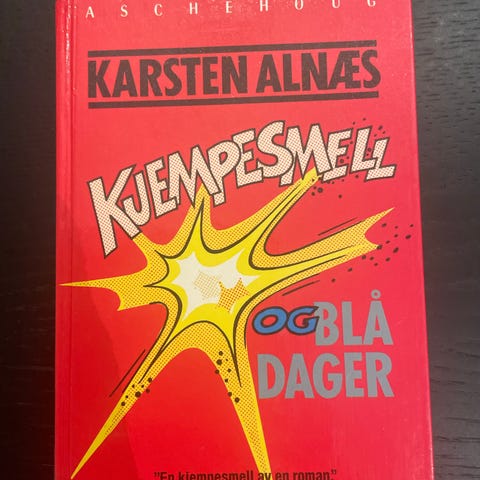 ASCHEHOUG
KARSTEN ALNÆS
KJEMPESMELL
OG BLÅ
DAGER
"En kjempesmell av en roman."